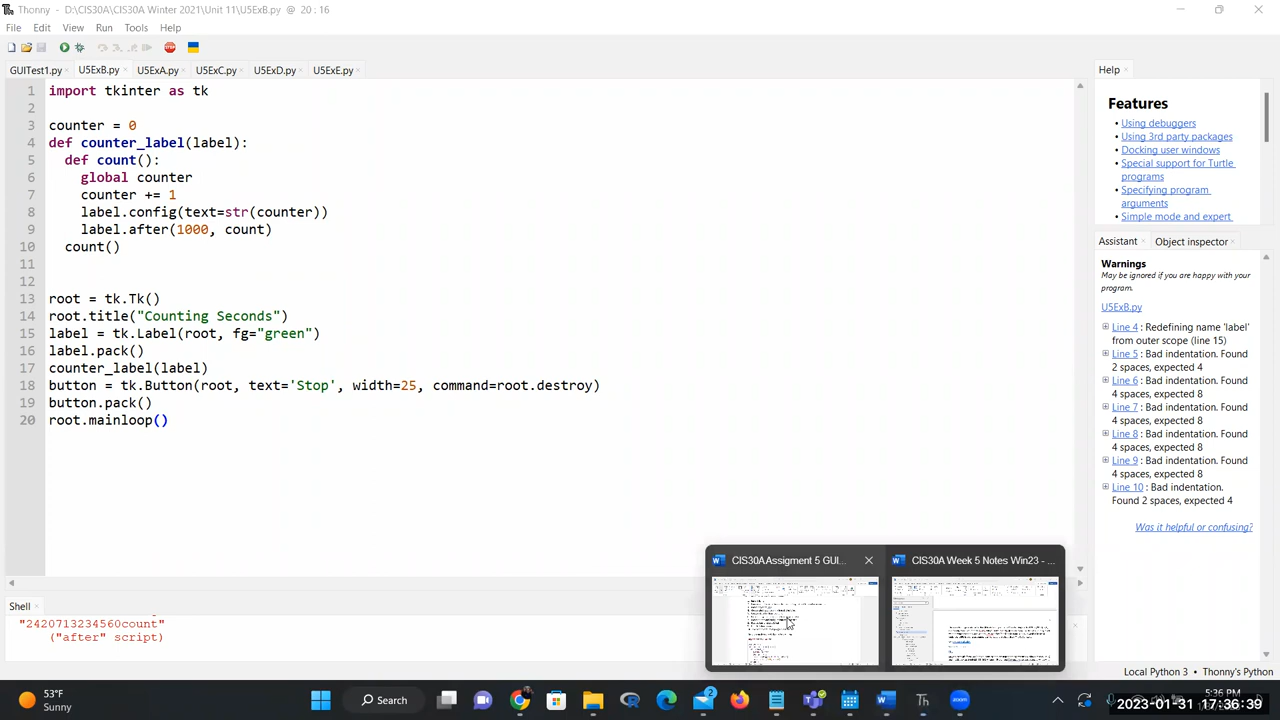 Thonny - D:\CIS30A\CIS30A Winter 2021\Unit 11\U5ExB.py @ 20 : 16
File Edit View Run Tools Help
GUITest1.py × U5ExB.py × U5ExA.py × U5ExC.py × U5ExD.py × U5ExE.py ×
1 import tkinter as tk
2
3 counter = 0
4 def counter_label(label):
5 def count():
6 global counter
7 counter += 1
8 label.config(text=str(counter))
9 label.after(1000, count)
10 count()
11
12
13 root = tk.Tk()
14 root.title("Counting Seconds")
15 label = tk.Label(root, fg="green")
16 label.pack()
17 counter_label(label)
18 button = tk.Button(root, text='Stop', width=25, command=root.destroy)
19 button.pack()
20 root.mainloop()
Help ×
Features
• Using debuggers
• Using 3rd party packages
• Docking user windows
• Special support for Turtle
programs
• Specifying program
arguments
• Simple mode and expert
Assistant × Object inspector ×
Warnings
May be ignored if you are happy with your
program.
U5ExB.py
Line 4 : Redefining name 'label'
from outer scope (line 15)
Line 5 : Bad indentation. Found
2 spaces, expected 4
Line 6 : Bad indentation. Found
4 spaces, expected 8
Line 7 : Bad indentation. Found
4 spaces, expected 8
Line 8 : Bad indentation. Found
4 spaces, expected 8
Line 9 : Bad indentation. Found
4 spaces, expected 8
Line 10 : Bad indentation.
Found 2 spaces, expected 4
Was it helpful or confusing?
CIS30A Assigment 5 GUI...
CIS30A Week 5 Notes Win23 - ...
Shell ×
"2420713234560count"
("after" script)
Local Python 3 • Thonny's Python
53°F
Sunny
Search
2
5:36 PM
2023-01-31 17:36:39